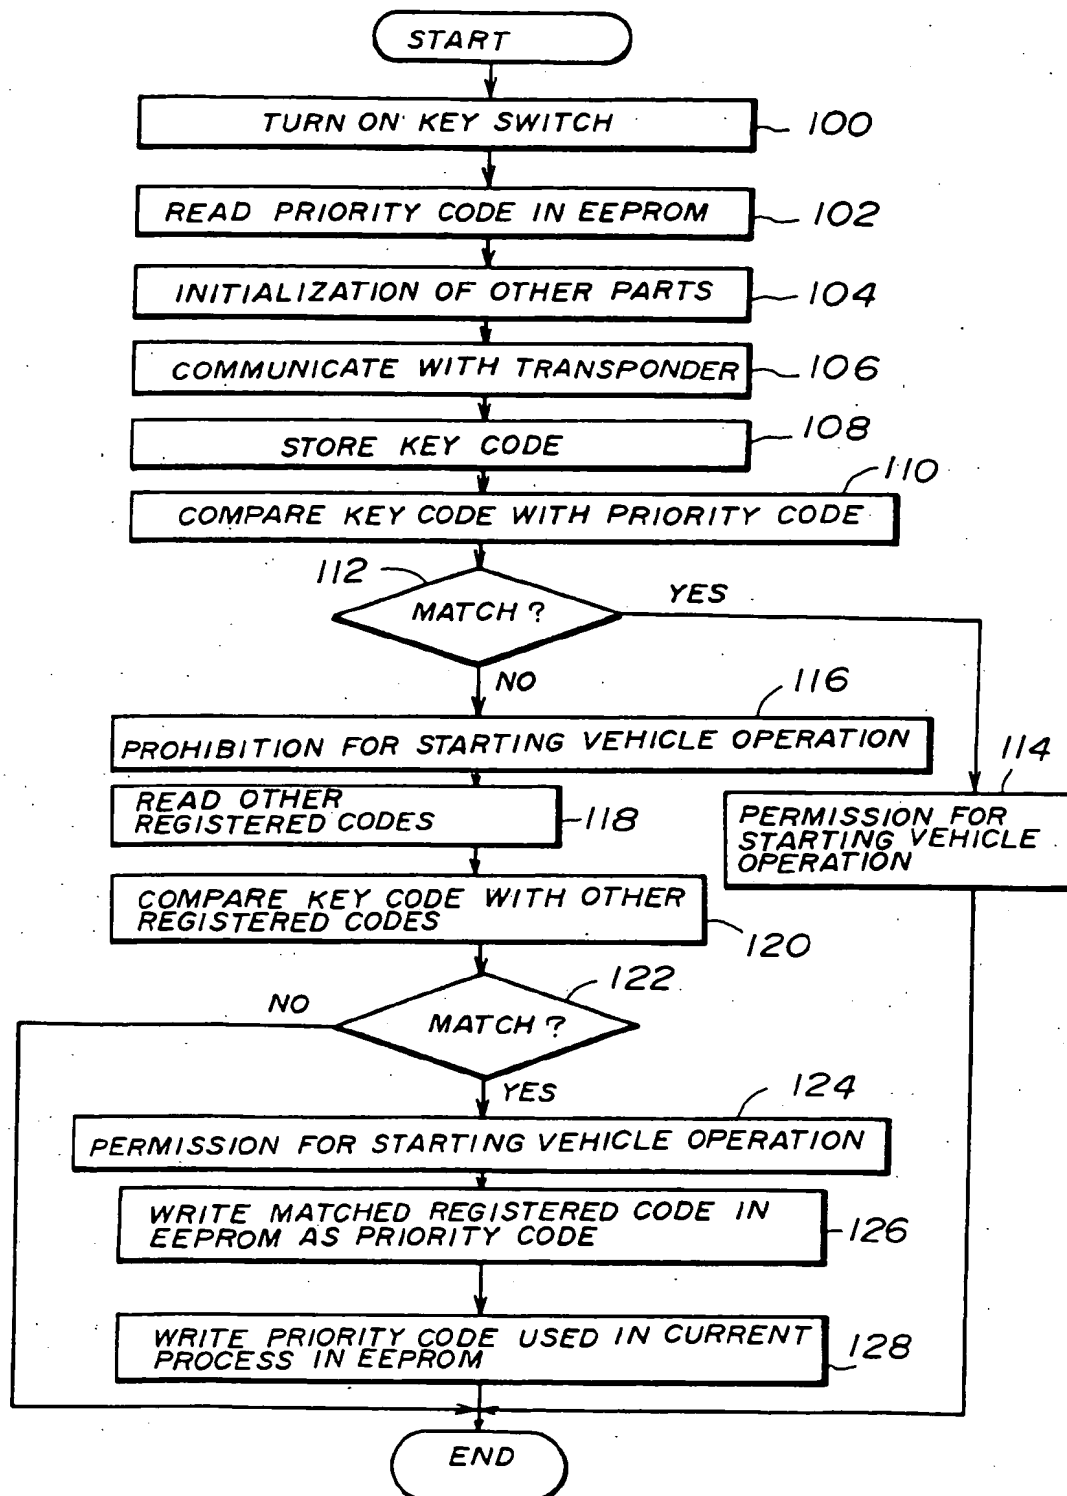 START
TURN ON KEY SWITCH
100
READ PRIORITY CODE IN EEPROM
102
INITIALIZATION OF OTHER PARTS
104
COMMUNICATE WITH TRANSPONDER
106
STORE KEY CODE
108
110
COMPARE KEY CODE WITH PRIORITY CODE
112
MATCH?
YES
NO
116
PROHIBITION FOR STARTING VEHICLE OPERATION
114
READ OTHER
REGISTERED CODES
118
PERMISSION FOR
STARTING VEHICLE
OPERATION
COMPARE KEY CODE WITH OTHER
REGISTERED CODES
120
122
NO
MATCH?
YES
124
PERMISSION FOR STARTING VEHICLE OPERATION
WRITE MATCHED REGISTERED CODE IN
EEPROM AS PRIORITY CODE
126
WRITE PRIORITY CODE USED IN CURRENT
PROCESS IN EEPROM
128
END